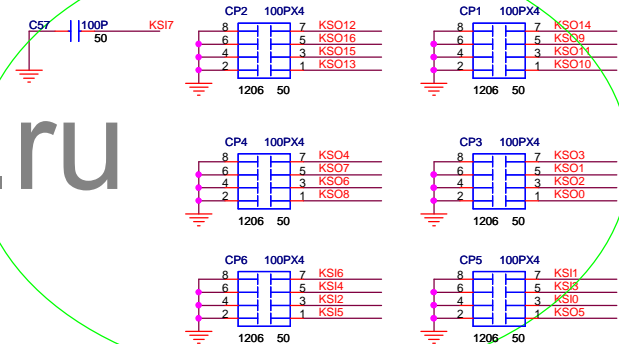 C57 100P KSI7
50
CP2 100PX4
8 7 KSO12
6 5 KSO16
4 3 KSO15
2 1 KSO13
1206 50
CP1 100PX4
8 7 KSO14
6 5 KSO9
4 3 KSO11
2 1 KSO10
1206 50
.ru
CP4 100PX4
8 7 KSO4
6 5 KSO7
4 3 KSO6
2 1 KSO8
1206 50
CP3 100PX4
8 7 KSO3
6 5 KSO1
4 3 KSO2
2 1 KSO0
1206 50
CP6 100PX4
8 7 KSI6
6 5 KSI4
4 3 KSI2
2 1 KSI5
1206 50
CP5 100PX4
8 7 KSI1
6 5 KSI3
4 3 KSI0
2 1 KSO5
1206 50